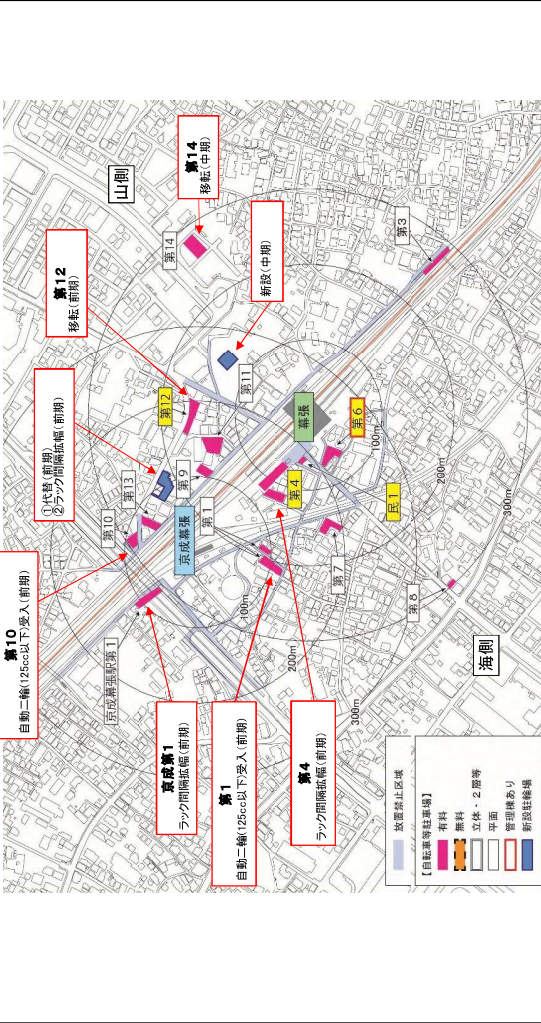 第10
自動二輪(125cc以下)受入(前期)
①代替(前期)
②ラック間隔拡幅(前期)
第12
移転(前期)
山側
第14
移転(中期)
新設(中期)
京成第1
ラック間隔拡幅(前期)
第1
自動二輪(125cc以下)受入(前期)
第4
ラック間隔拡幅(前期)
海側
京成幕張駅第1
第10
第13
第9
第1
第12
第11
第14
第3
京成幕張
幕張
第4
第6
民1
第7
第8
100m
200m
300m
100m
200m
300m
放置禁止区域
【自転車等駐車場】
有料
無料
立体・2層等
平面
管理棟あり
新設駐輪場